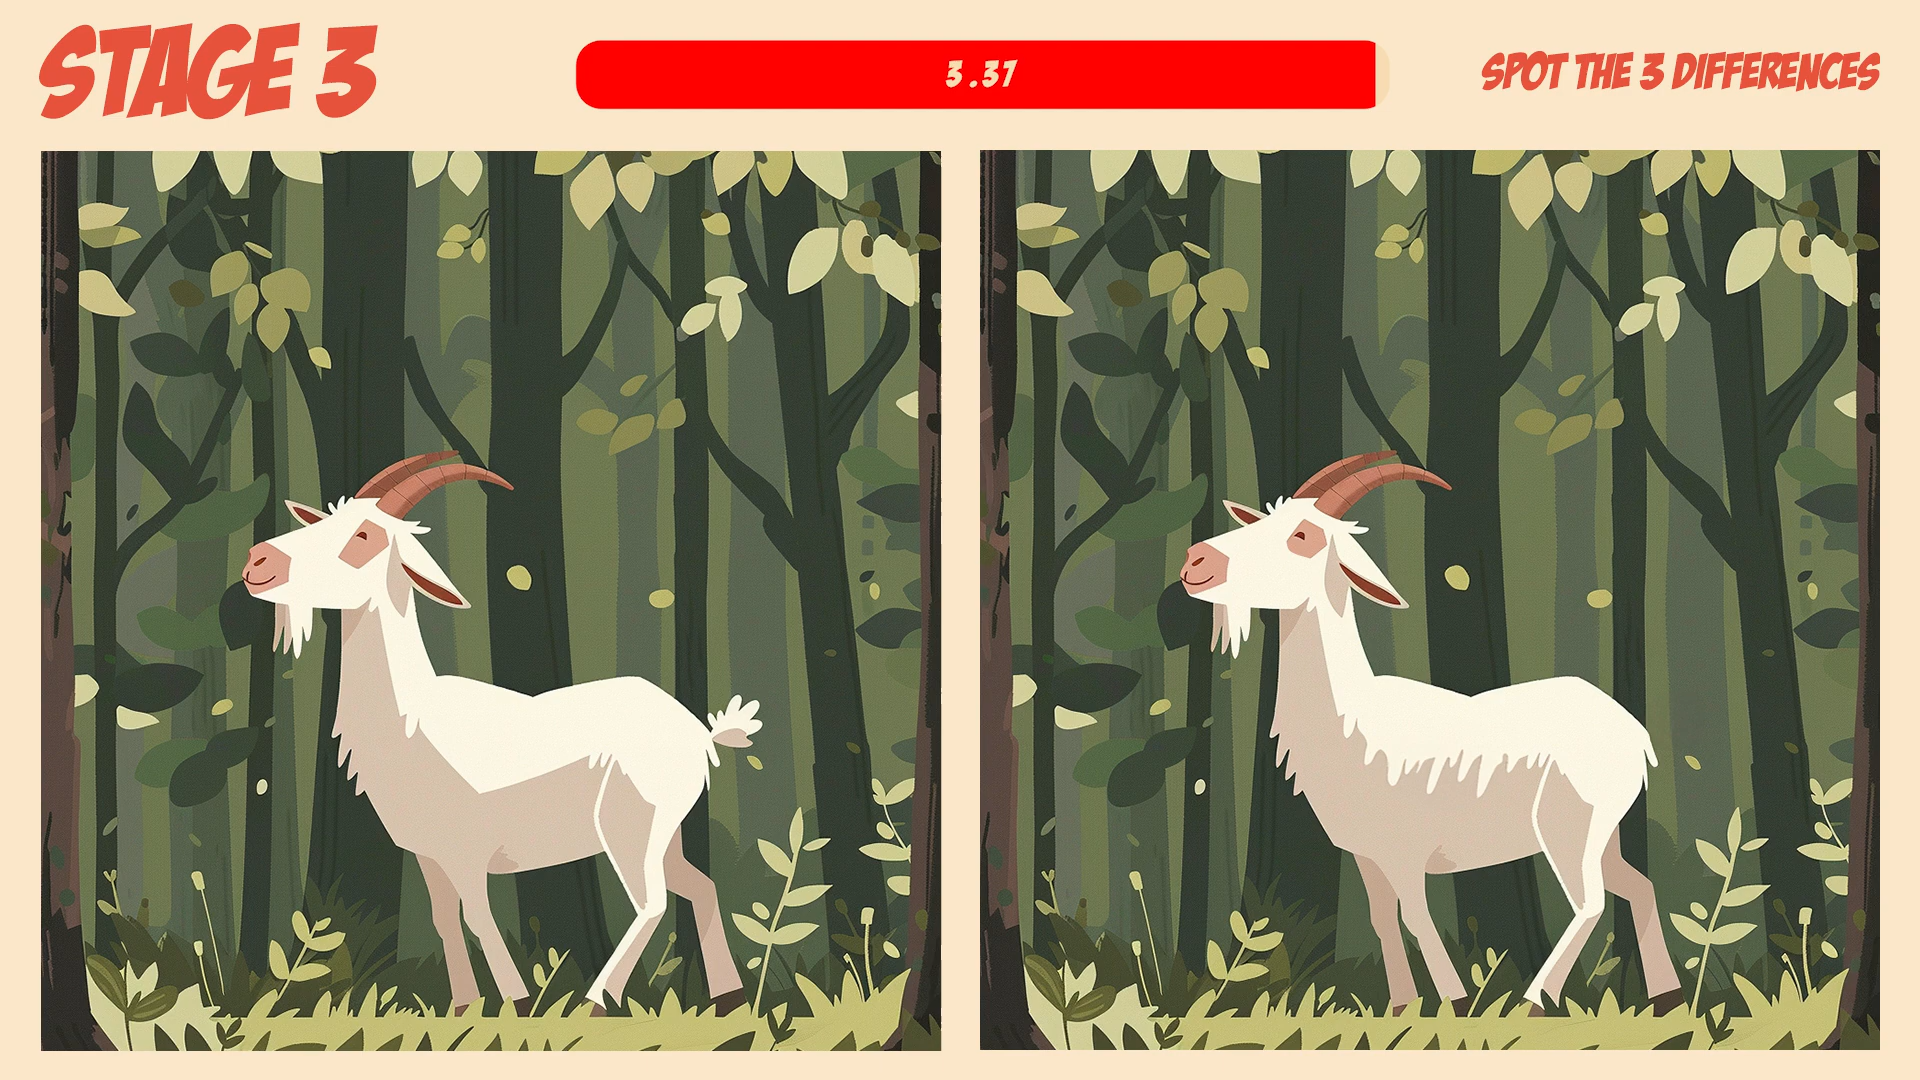 STAGE 3
3.37
SPOT THE 3 DIFFERENCES